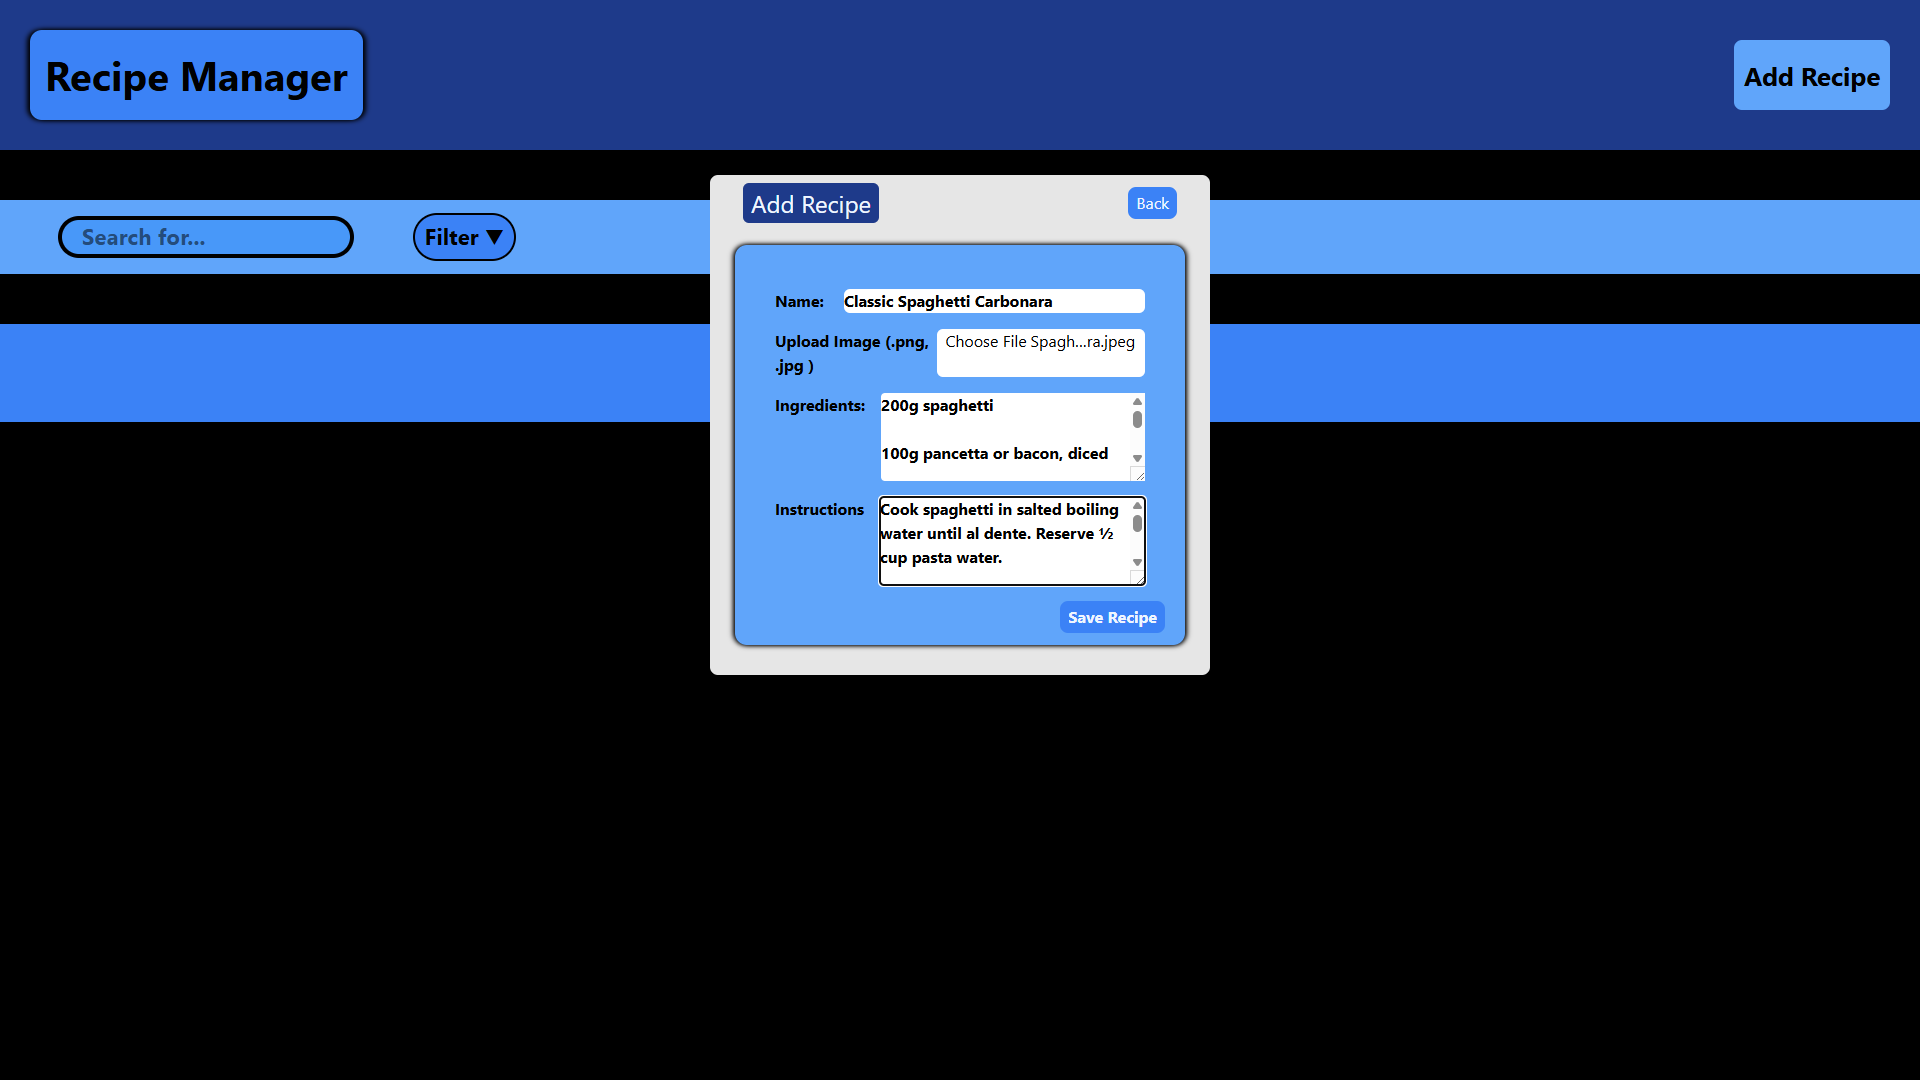 Recipe Manager
Add Recipe
Search for...
Filter ▼
Add Recipe
Back
Name:
Classic Spaghetti Carbonara
Upload Image (.png,
.jpg )
Choose File Spagh...ra.jpeg
Ingredients:
200g spaghetti
100g pancetta or bacon, diced
Instructions
Cook spaghetti in salted boiling
water until al dente. Reserve ½
cup pasta water.
Save Recipe